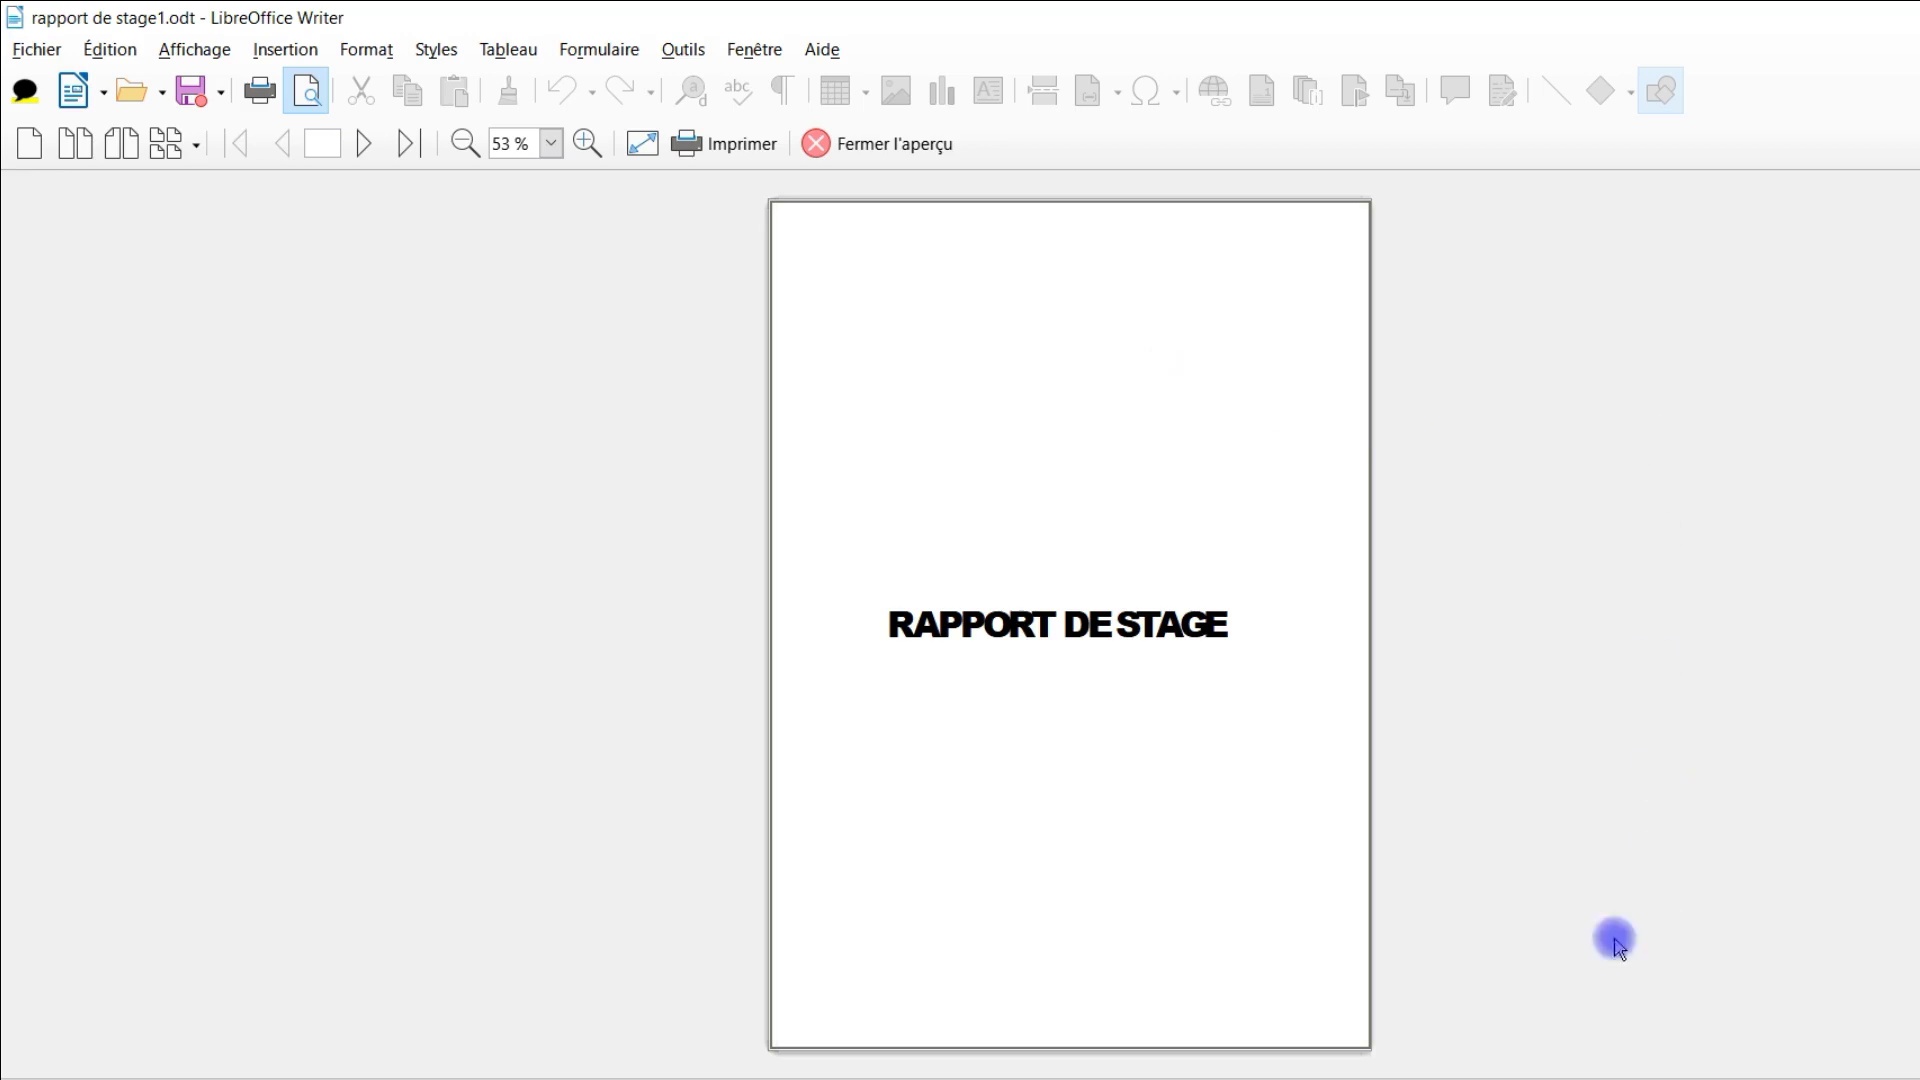 rapport de stage1.odt - LibreOffice Writer
Fichier Édition Affichage Insertion Format Styles Tableau Formulaire Outils Fenêtre Aide
53 % Imprimer Fermer l'aperçu
RAPPORT DE STAGE